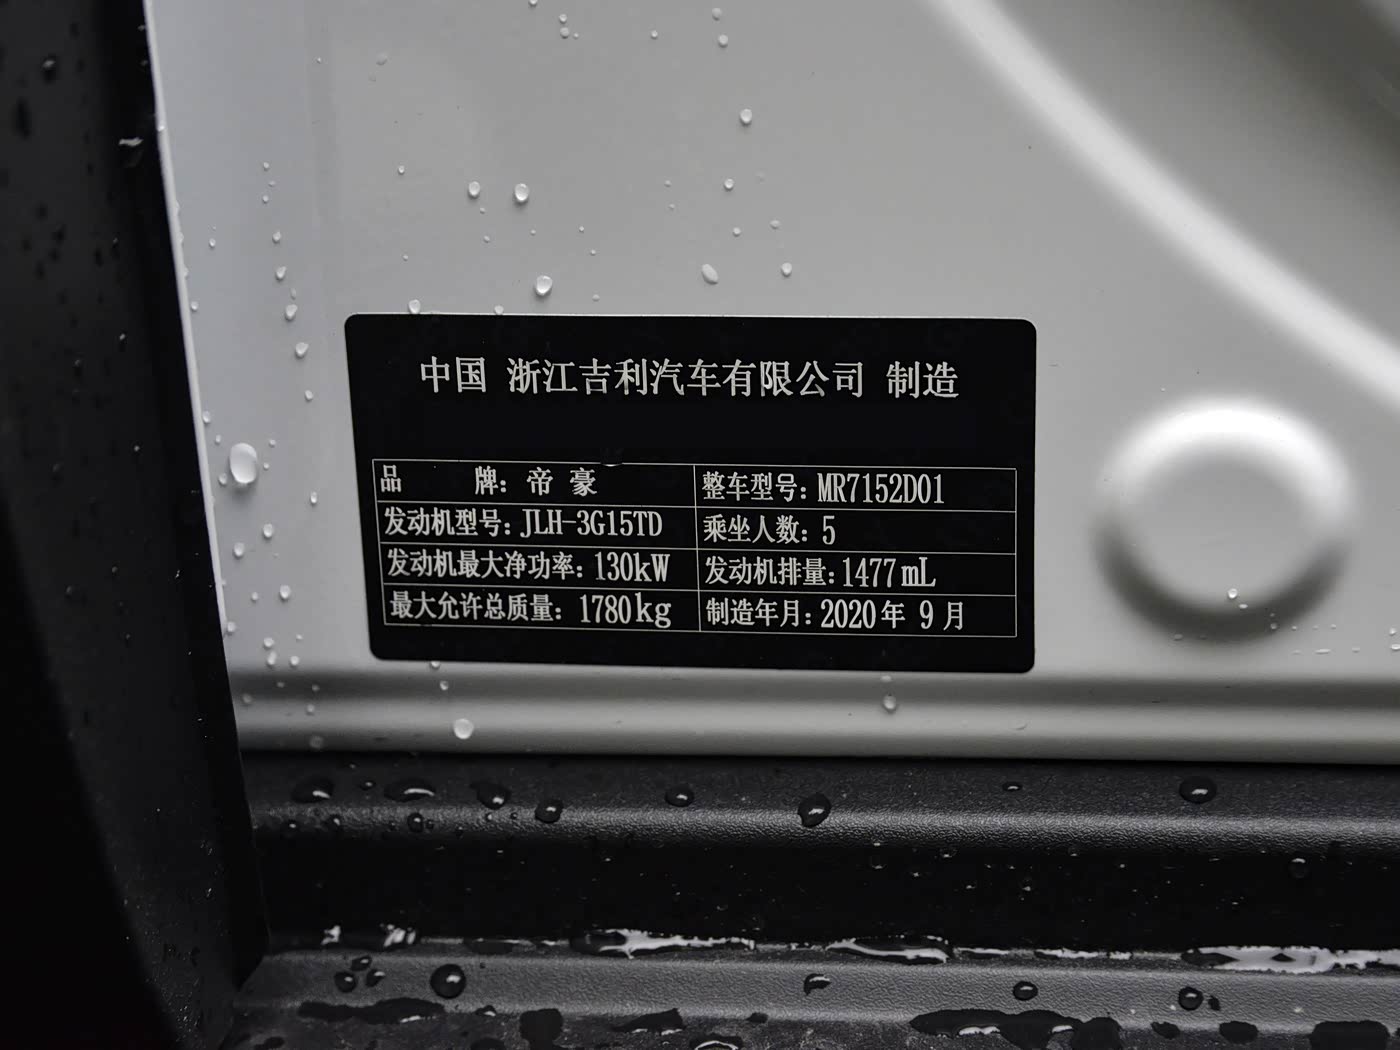 中国 浙江吉利汽车有限公司 制造
品 牌：帝 豪 整车型号：MR7152D01
发动机型号：JLH-3G15TD 乘坐人数：5
发动机最大净功率：130kW 发动机排量：1477mL
最大允许总质量：1780kg 制造年月：2020年 9月